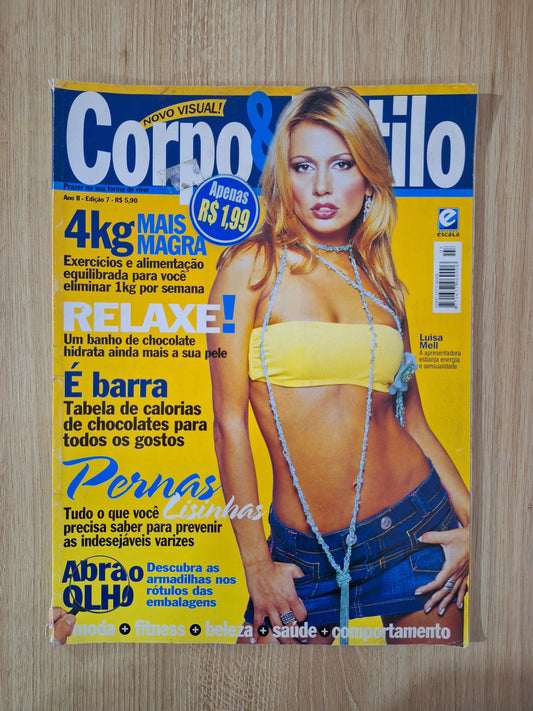 NOVO VISUAL!
Corpo& tilo
Prazer na sua forma de viver
Ano II - Edição 7 - R$ 5,90
Apenas
R$ 1,99
4kg MAIS
MAGRA
Exercícios e alimentação
equilibrada para você
eliminar 1kg por semana
e
escala
RELAXE!
Um banho de chocolate
hidrata ainda mais a sua pele
Luisa
Mell
A apresentadora
esbanja energia
e sensualidade
É barra
Tabela de calorias
de chocolates para
todos os gostos
Pernas
Lisinhas
Tudo o que você
precisa saber para prevenir
as indesejáveis varizes
Abra o
OLHO
Descubra as
armadilhas nos
rótulos das
embalagens
moda + fitness + beleza + saúde + comportamento